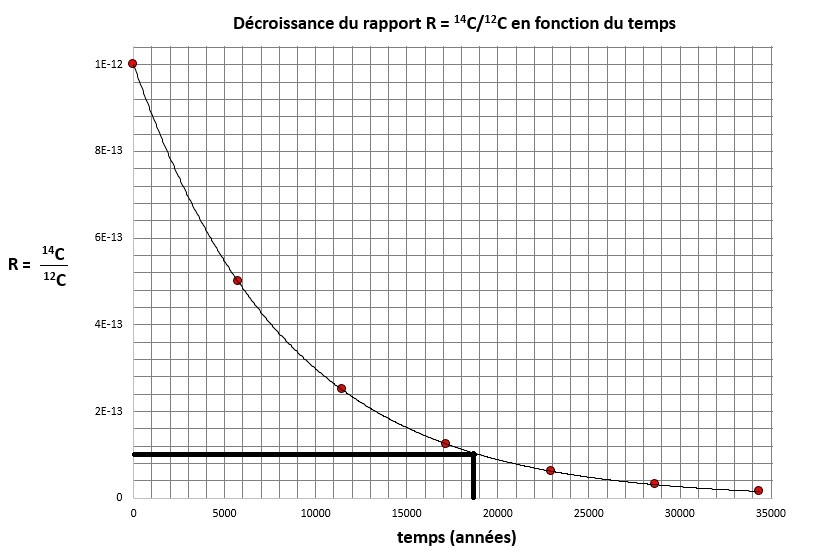 Décroissance du rapport R = ¹⁴C/¹²C en fonction du temps
1E-12
8E-13
6E-13
R = ¹⁴C/¹²C
4E-13
2E-13
0
0 5000 10000 15000 20000 25000 30000 35000
temps (années)